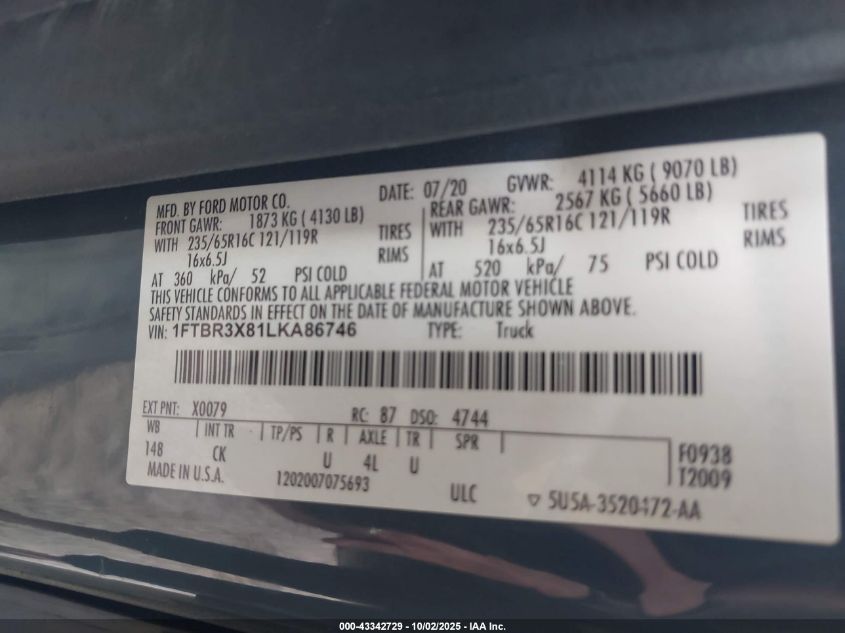 MFD. BY FORD MOTOR CO.
DATE: 07/20 GVWR: 4114 KG ( 9070 LB)
FRONT GAWR: 1873 KG ( 4130 LB)
WITH 235/65R16C 121/119R TIRES
16x6.5J RIMS
AT 360 kPa/ 52 PSI COLD
REAR GAWR: 2567 KG ( 5660 LB)
WITH 235/65R16C 121/119R TIRES
16x6.5J RIMS
AT 520 kPa/ 75 PSI COLD
THIS VEHICLE CONFORMS TO ALL APPLICABLE FEDERAL MOTOR VEHICLE
SAFETY STANDARDS IN EFFECT ON THE DATE OF MANUFACTURE SHOWN ABOVE.
VIN: 1FTBR3X81LKA86746 TYPE: Truck
EXT PNT: X0079 RC: 87 DSO: 4744
WB INT TR TP/PS R AXLE TR SPR
148 CK U 4L U
F0938
T2009
MADE IN U.S.A. 1202007075693 ULC 5U5A-3520472-AA
000-43342729 - 10/02/2025 - IAA Inc.